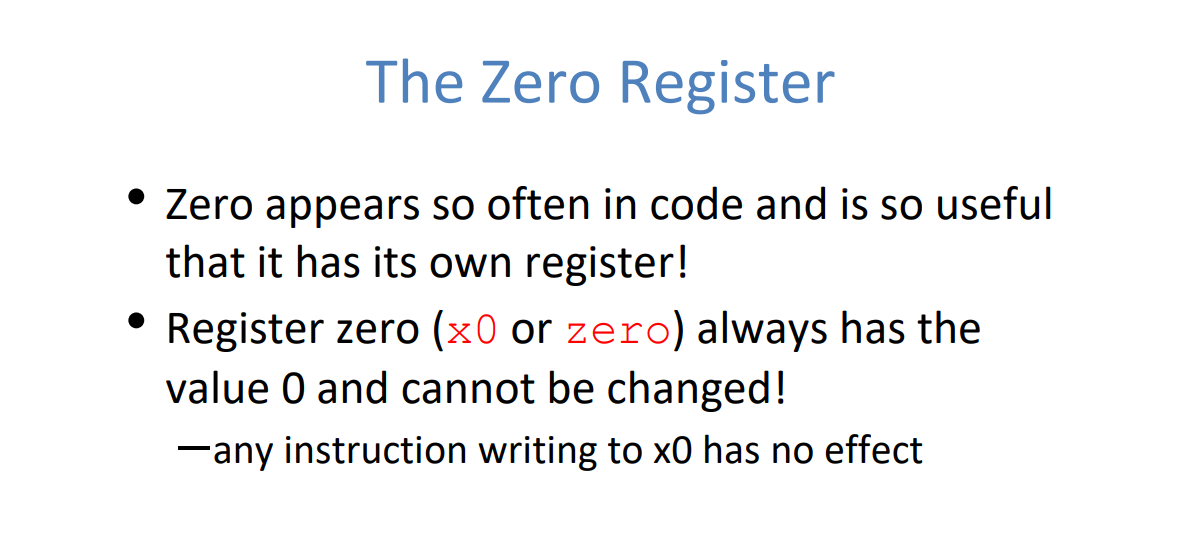 The Zero Register
• Zero appears so often in code and is so useful
that it has its own register!
• Register zero (x0 or zero) always has the
value 0 and cannot be changed!
—any instruction writing to x0 has no effect